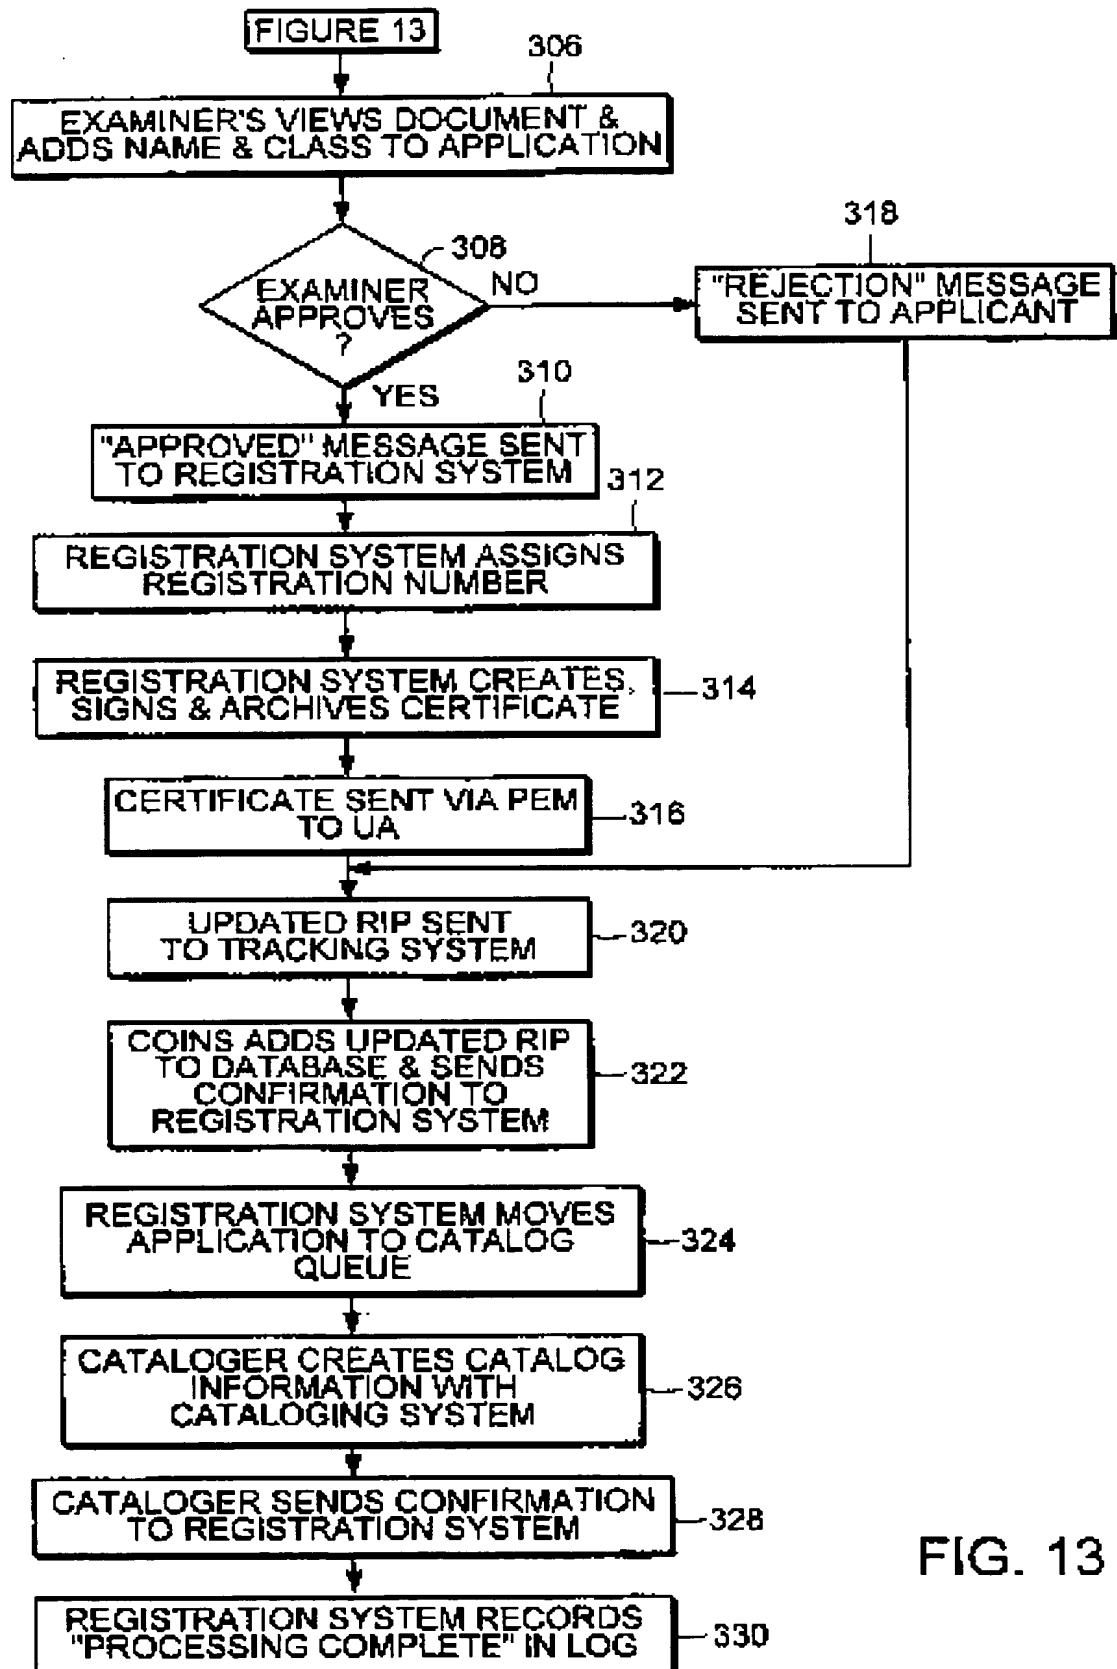 FIGURE 13
306
EXAMINER'S VIEWS DOCUMENT &
ADDS NAME & CLASS TO APPLICATION
308
EXAMINER
APPROVES
?
NO
318
"REJECTION" MESSAGE
SENT TO APPLICANT
YES
310
"APPROVED" MESSAGE SENT
TO REGISTRATION SYSTEM
312
REGISTRATION SYSTEM ASSIGNS
REGISTRATION NUMBER
REGISTRATION SYSTEM CREATES,
SIGNS & ARCHIVES CERTIFICATE
314
CERTIFICATE SENT VIA PEM
TO UA
316
UPDATED RIP SENT
TO TRACKING SYSTEM
320
COINS ADDS UPDATED RIP
TO DATABASE & SENDS
CONFIRMATION TO
REGISTRATION SYSTEM
322
REGISTRATION SYSTEM MOVES
APPLICATION TO CATALOG
QUEUE
324
CATALOGER CREATES CATALOG
INFORMATION WITH
CATALOGING SYSTEM
326
CATALOGER SENDS CONFIRMATION
TO REGISTRATION SYSTEM
328
REGISTRATION SYSTEM RECORDS
"PROCESSING COMPLETE" IN LOG
330
FIG. 13